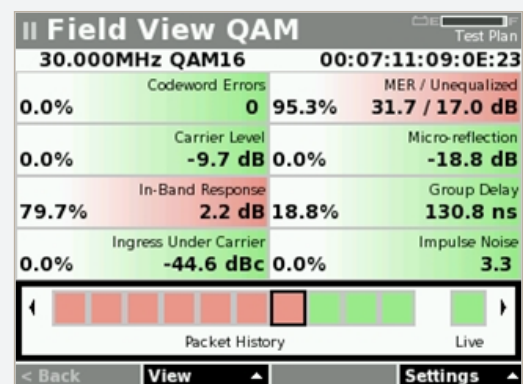 Field View QAM
E F
Test Plan
30.000MHz QAM16 00:07:11:09:0E:23
Codeword Errors
0.0% 0
MER / Unequalized
95.3% 31.7 / 17.0 dB
Carrier Level
0.0% -9.7 dB
Micro-reflection
0.0% -18.8 dB
In-Band Response
79.7% 2.2 dB
Group Delay
18.8% 130.8 ns
Ingress Under Carrier
0.0% -44.6 dBc
Impulse Noise
0.0% 3.3
Packet History Live
< Back View Settings